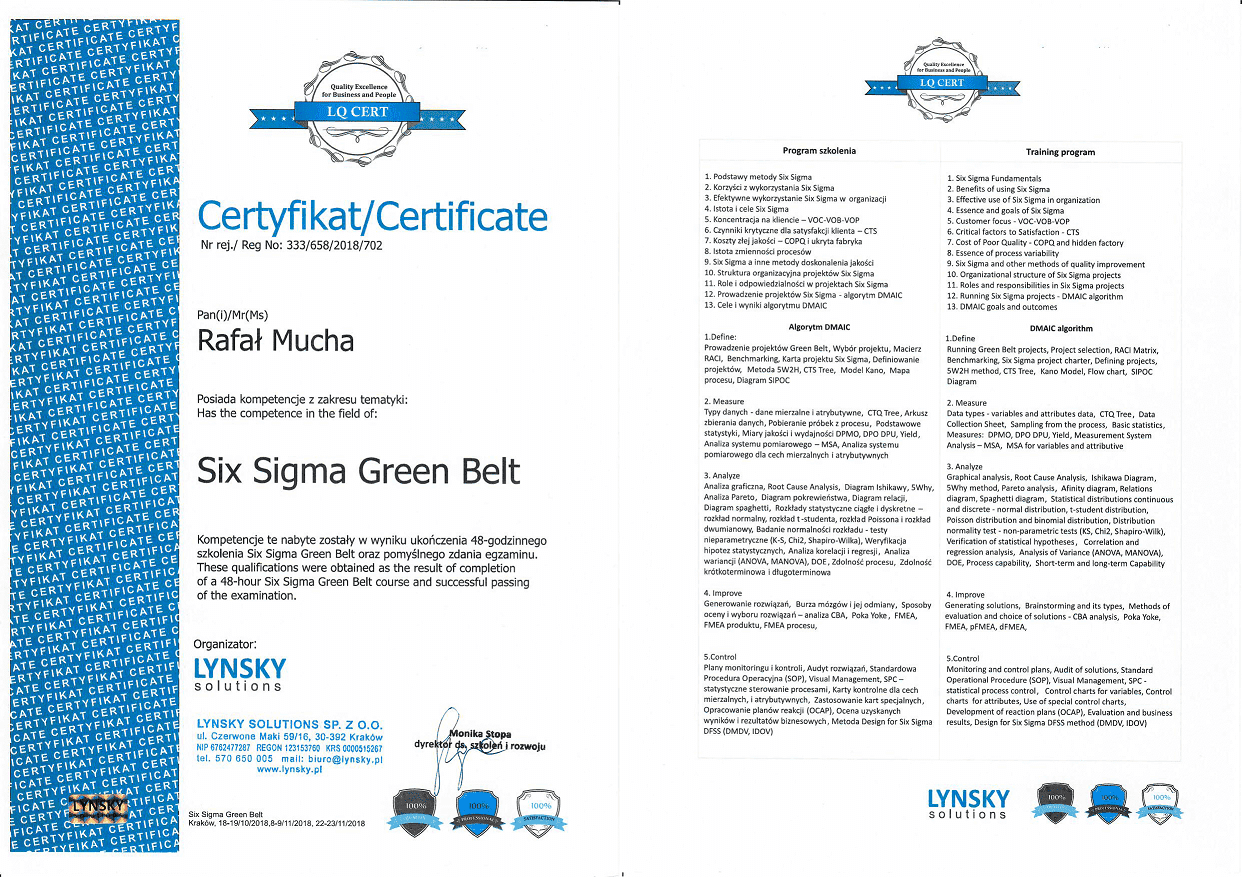 Quality Excellence
for Business and People
LQ CERT
Certyfikat/Certificate
Nr rej./ Reg No: 333/658/2018/702
Pan(i)/Mr(Ms)
Rafał Mucha
Posiada kompetencje z zakresu tematyki:
Has the competence in the field of:
Six Sigma Green Belt
Kompetencje te nabyte zostały w wyniku ukończenia 48-godzinnego
szkolenia Six Sigma Green Belt oraz pomyślnego zdania egzaminu.
These qualifications were obtained as the result of completion
of a 48-hour Six Sigma Green Belt course and successful passing
of the examination.
Organizator:
LYNSKY
solutions
LYNSKY SOLUTIONS SP. Z O.O.
ul. Czerwone Maki 59/16, 30-392 Kraków
NIP 6762477287 REGON 123153760 KRS 0000515267
tel. 570 650 005 mail: biuro@lynsky.pl
www.lynsky.pl
Monika Stopa
dyrektor ds. szkoleń i rozwoju
LYNSKY
100%
100%
PROFESSIONAL
100%
SATISFACTION
Six Sigma Green Belt
Kraków, 18-19/10/2018,8-9/11/2018, 22-23/11/2018
Quality Excellence
for Business and People
LQ CERT
Program szkolenia
1. Podstawy metody Six Sigma
2. Korzyści z wykorzystania Six Sigma
3. Efektywne wykorzystanie Six Sigma w organizacji
4. Istota i cele Six Sigma
5. Koncentracja na kliencie – VOC-VOB-VOP
6. Czynniki krytyczne dla satysfakcji klienta – CTS
7. Koszty złej jakości – COPQ i ukryta fabryka
8. Istota zmienności procesów
9. Six Sigma a inne metody doskonalenia jakości
10. Struktura organizacyjna projektów Six Sigma
11. Role i odpowiedzialności w projektach Six Sigma
12. Prowadzenie projektów Six Sigma - algorytm DMAIC
13. Cele i wyniki algorytmu DMAIC
Algorytm DMAIC
1.Define:
Prowadzenie projektów Green Belt, Wybór projektu, Macierz
RACI, Benchmarking, Karta projektu Six Sigma, Definiowanie
projektów, Metoda 5W2H, CTS Tree, Model Kano, Mapa
procesu, Diagram SIPOC
2. Measure
Typy danych - dane mierzalne i atrybutywne, CTQ Tree, Arkusz
zbierania danych, Pobieranie próbek z procesu, Podstawowe
statystyki, Miary jakości i wydajności DPMO, DPO DPU, Yield,
Analiza systemu pomiarowego – MSA, Analiza systemu
pomiarowego dla cech mierzalnych i atrybutywnych
3. Analyze
Analiza graficzna, Root Cause Analysis, Diagram Ishikawy, 5Why,
Analiza Pareto, Diagram pokrewieństwa, Diagram relacji,
Diagram spaghetti, Rozkłady statystyczne ciągłe i dyskretne –
rozkład normalny, rozkład t-studenta, rozkład Poissona i rozkład
dwumianowy, Badanie normalności rozkładu - testy
nieparametryczne (K-S, Chi2, Shapiro-Wilka), Weryfikacja
hipotez statystycznych, Analiza korelacji i regresji, Analiza
wariancji (ANOVA, MANOVA), DOE, Zdolność procesu, Zdolność
krótkoterminowa i długoterminowa
4. Improve
Generowanie rozwiązań, Burza mózgów i jej odmiany, Sposoby
oceny i wyboru rozwiązań – analiza CBA, Poka Yoke, FMEA,
FMEA produktu, FMEA procesu,
5.Control
Plany monitoringu i kontroli, Audyt rozwiązań, Standardowa
Procedura Operacyjna (SOP), Visual Management, SPC –
statystyczne sterowanie procesami, Karty kontrolne dla cech
mierzalnych, i atrybutywnych, Zastosowanie kart specjalnych,
Opracowanie planów reakcji (OCAP), Ocena uzyskanych
wyników i rezultatów biznesowych, Metoda Design for Six Sigma
DFSS (DMDV, IDOV)
Training program
1. Six Sigma Fundamentals
2. Benefits of using Six Sigma
3. Effective use of Six Sigma in organization
4. Essence and goals of Six Sigma
5. Customer focus - VOC-VOB-VOP
6. Critical factors to Satisfaction - CTS
7. Cost of Poor Quality - COPQ and hidden factory
8. Essence of process variability
9. Six Sigma and other methods of quality improvement
10. Organizational structure of Six Sigma projects
11. Roles and responsibilities in Six Sigma projects
12. Running Six Sigma projects - DMAIC algorithm
13. DMAIC goals and outcomes
DMAIC algorithm
1.Define
Running Green Belt projects, Project selection, RACI Matrix,
Benchmarking, Six Sigma project charter, Defining projects,
5W2H method, CTS Tree, Kano Model, Flow chart, SIPOC
Diagram
2. Measure
Data types - variables and attributes data, CTQ Tree, Data
Collection Sheet, Sampling from the process, Basic statistics,
Measures: DPMO, DPO DPU, Yield, Measurement System
Analysis – MSA, MSA for variables and attributive
3. Analyze
Graphical analysis, Root Cause Analysis, Ishikawa Diagram,
5Why method, Pareto analysis, Afinity diagram, Relations
diagram, Spaghetti diagram, Statistical distributions continuous
and discrete - normal distribution, t-student distribution,
Poisson distribution and binomial distribution, Distribution
normality test - non-parametric tests (KS, Chi2, Shapiro-Wilk),
Verification of statistical hypotheses, Correlation and
regression analysis, Analysis of Variance (ANOVA, MANOVA),
DOE, Process capability, Short-term and long-term Capability
4. Improve
Generating solutions, Brainstorming and its types, Methods of
evaluation and choice of solutions - CBA analysis, Poka Yoke,
FMEA, pFMEA, dFMEA,
5.Control
Monitoring and control plans, Audit of solutions, Standard
Operational Procedure (SOP), Visual Management, SPC -
statistical process control, Control charts for variables, Control
charts for attributes, Use of special control charts,
Development of reaction plans (OCAP), Evaluation and business
results, Design for Six Sigma DFSS method (DMDV, IDOV)
LYNSKY
solutions
100%
100%
PROFESSIONAL
100%
SATISFACTION